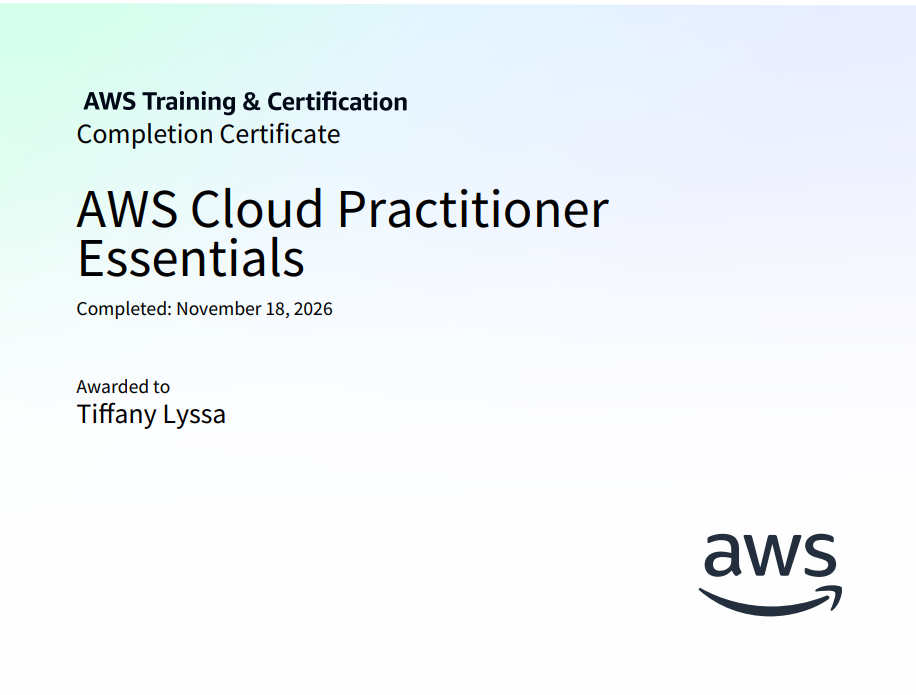 AWS Training & Certification
Completion Certificate
AWS Cloud Practitioner
Essentials
Completed: November 18, 2026
Awarded to
Tiffany Lyssa
aws